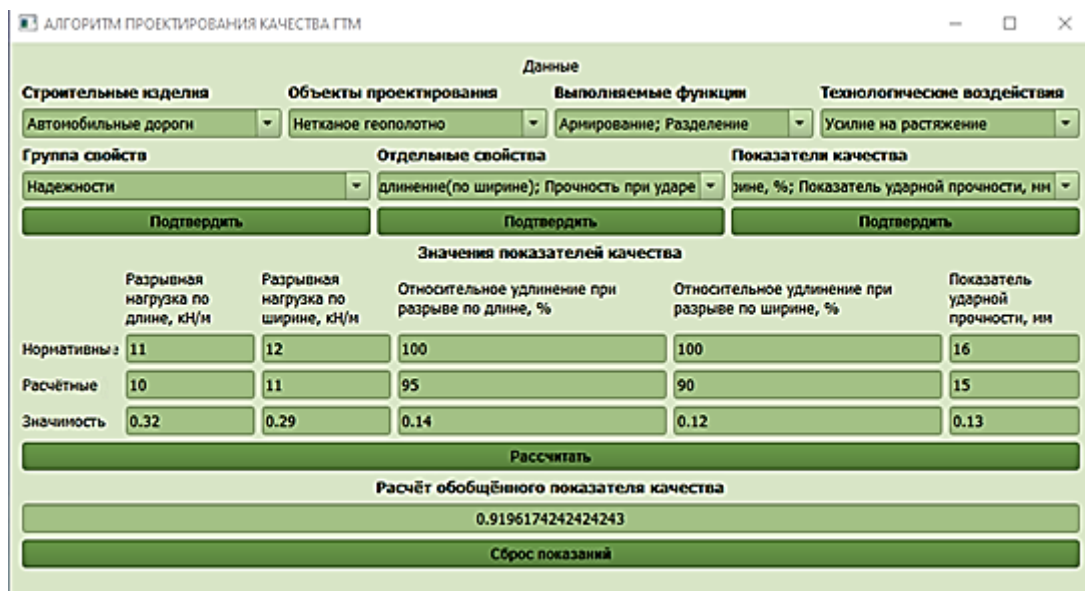 АЛГОРИТМ ПРОЕКТИРОВАНИЯ КАЧЕСТВА ГТМ
Данные
Строительные изделия Объекты проектирования Выполняемые функции Технологические воздействия
Автомобильные дороги Нетканое геополотно Армирование; Разделение Усилие на растяжение
Группа свойств Отдельные свойства Показатели качества
Надежности длинение(по ширине); Прочность при ударе рине, %; Показатель ударной прочности, мм
Подтвердить Подтвердить Подтвердить
Значения показателей качества
Разрывная нагрузка по длине, кН/м Разрывная нагрузка по ширине, кН/м Относительное удлинение при разрыве по длине, % Относительное удлинение при разрыве по ширине, % Показатель ударной прочности, мм
Нормативные 11 12 100 100 16
Расчётные 10 11 95 90 15
Значимость 0.32 0.29 0.14 0.12 0.13
Рассчитать
Расчёт обобщённого показателя качества
0.9196174242424243
Сброс показаний